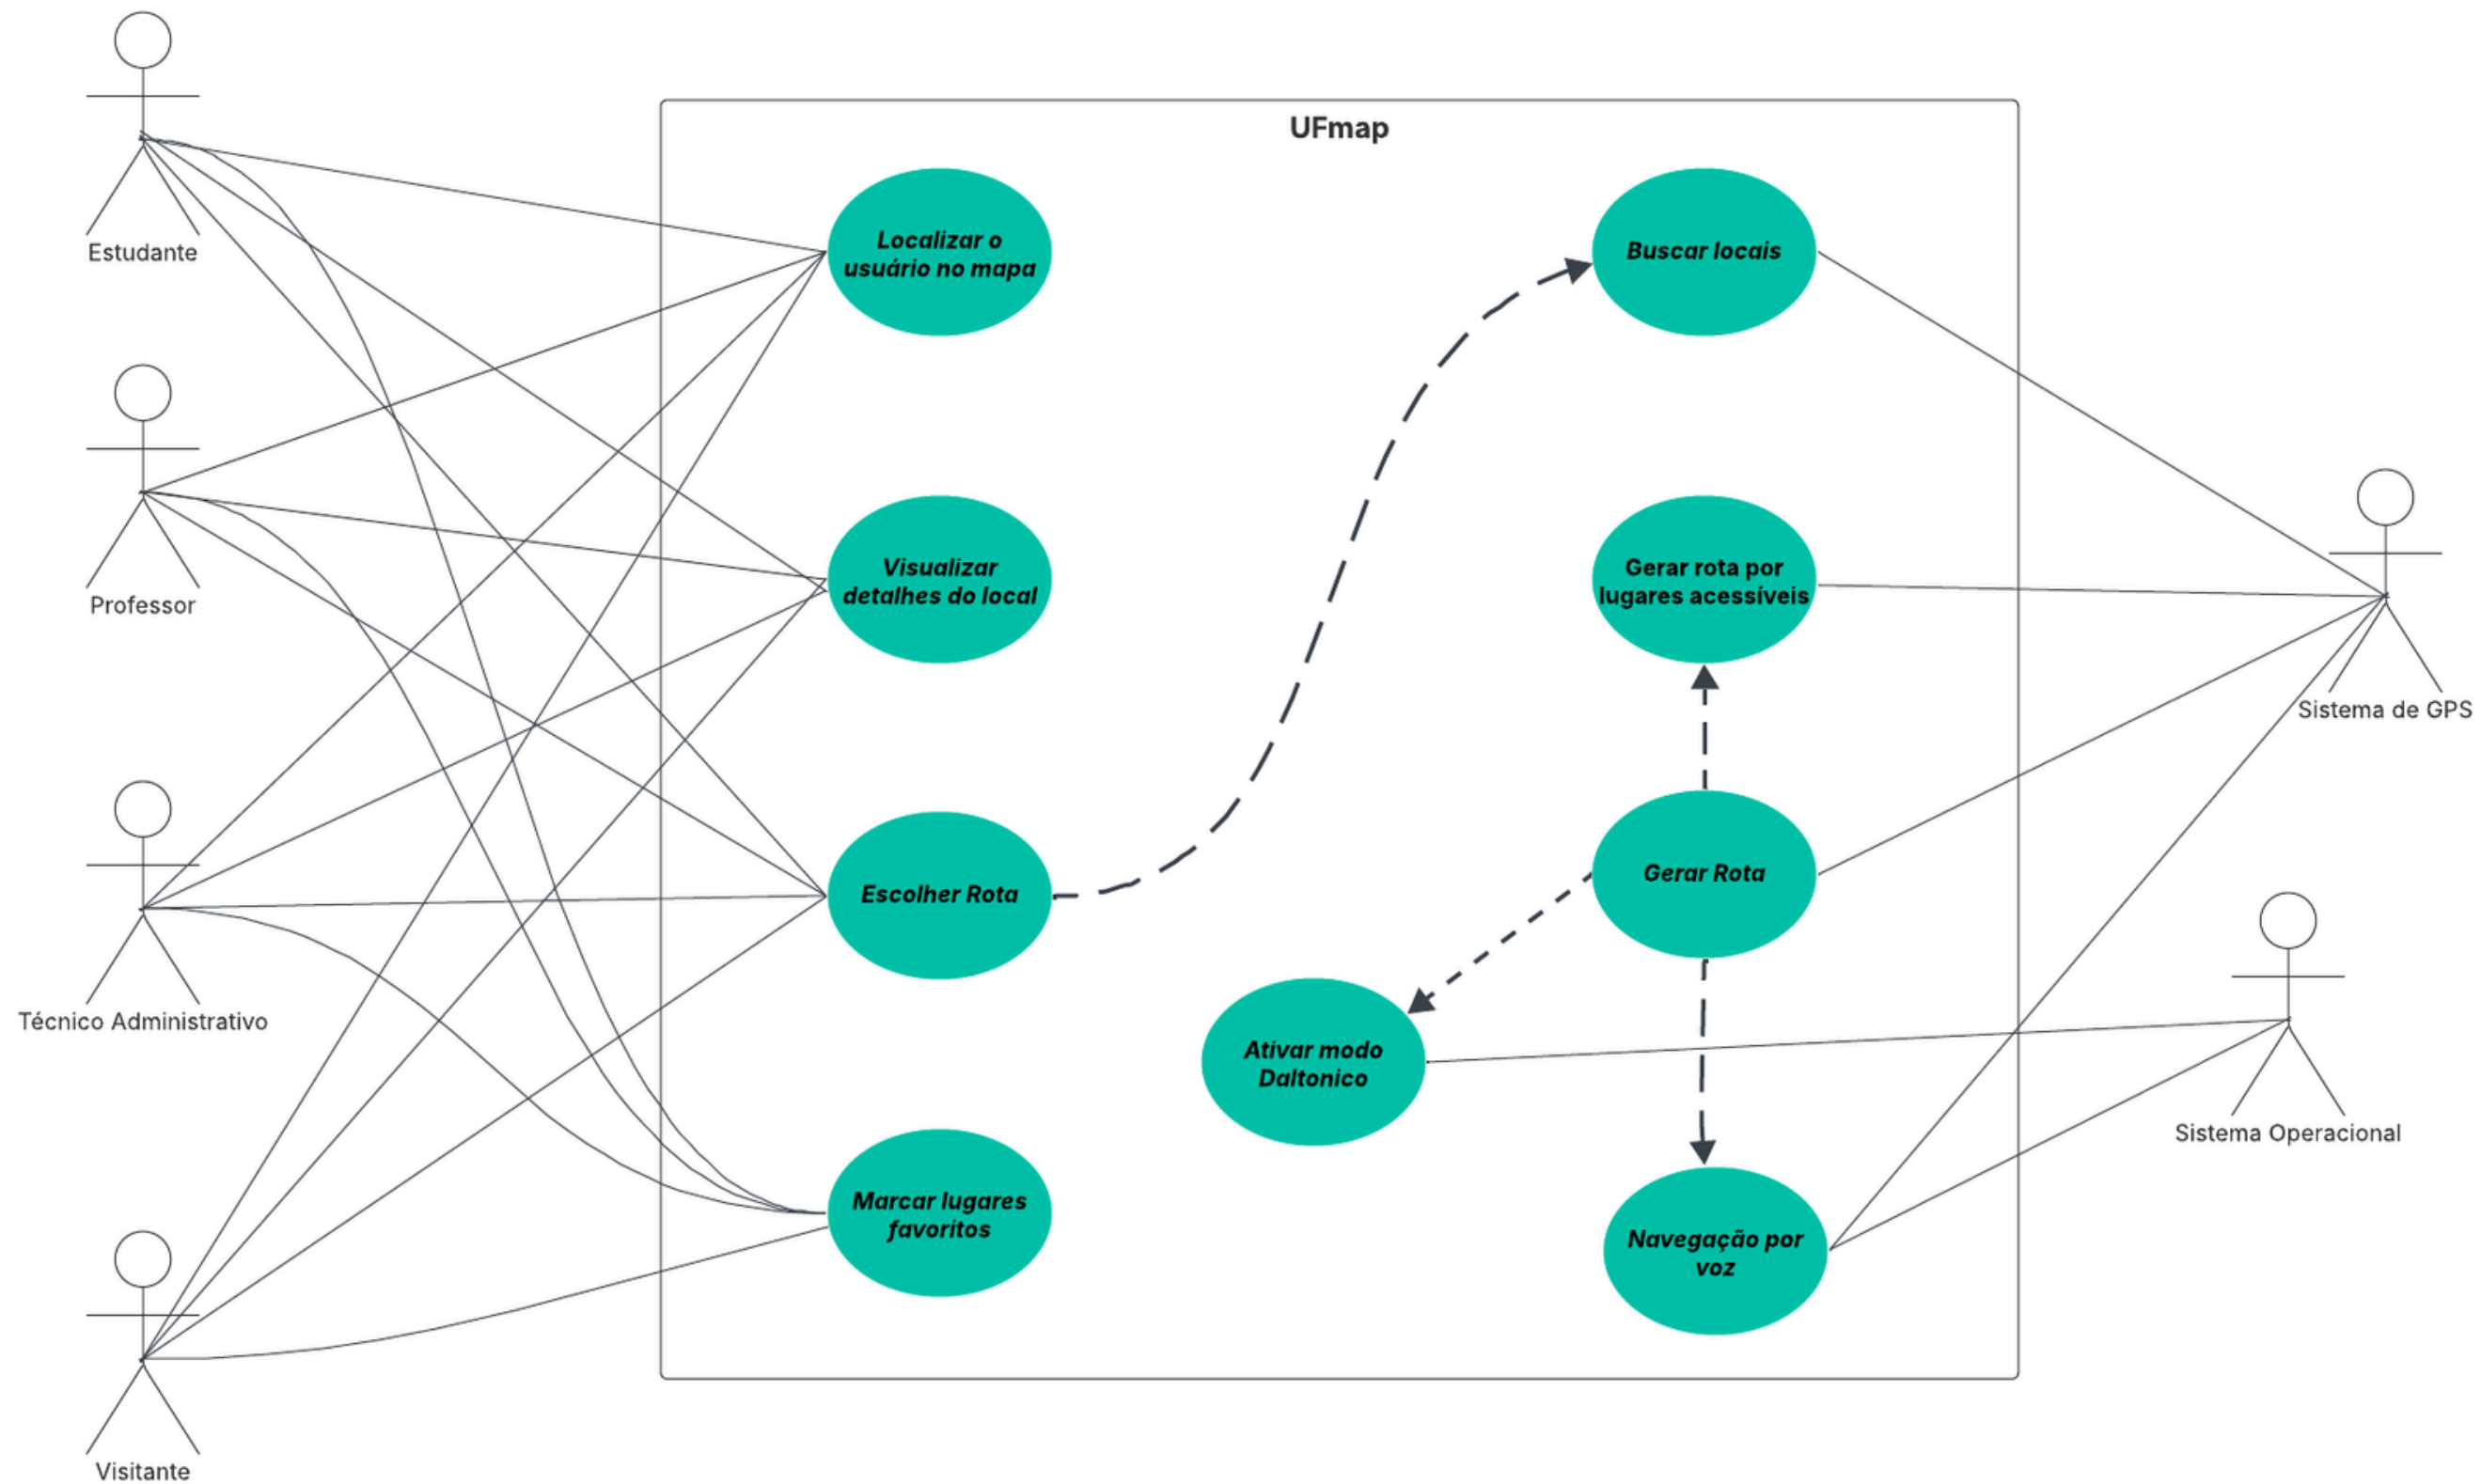 UFmap
Estudante
Localizar o
usuário no mapa
Buscar locais
Professor
Visualizar
detalhes do local
Gerar rota por
lugares acessíveis
Sistema de GPS
Técnico Administrativo
Escolher Rota
Gerar Rota
Ativar modo
Daltonico
Sistema Operacional
Marcar lugares
favoritos
Navegação por
voz
Visitante